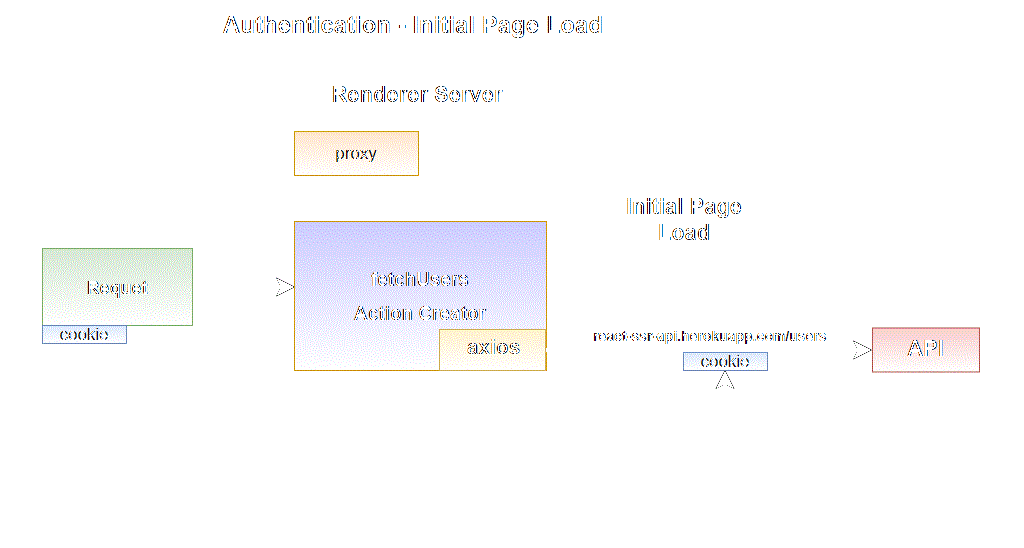 Authentication - Initial Page Load
Renderer Server
proxy
Initial Page
Load
Requet
cookie
fetchUsers
Action Creator
axios
react-ssr-api.herokuapp.com/users
cookie
API